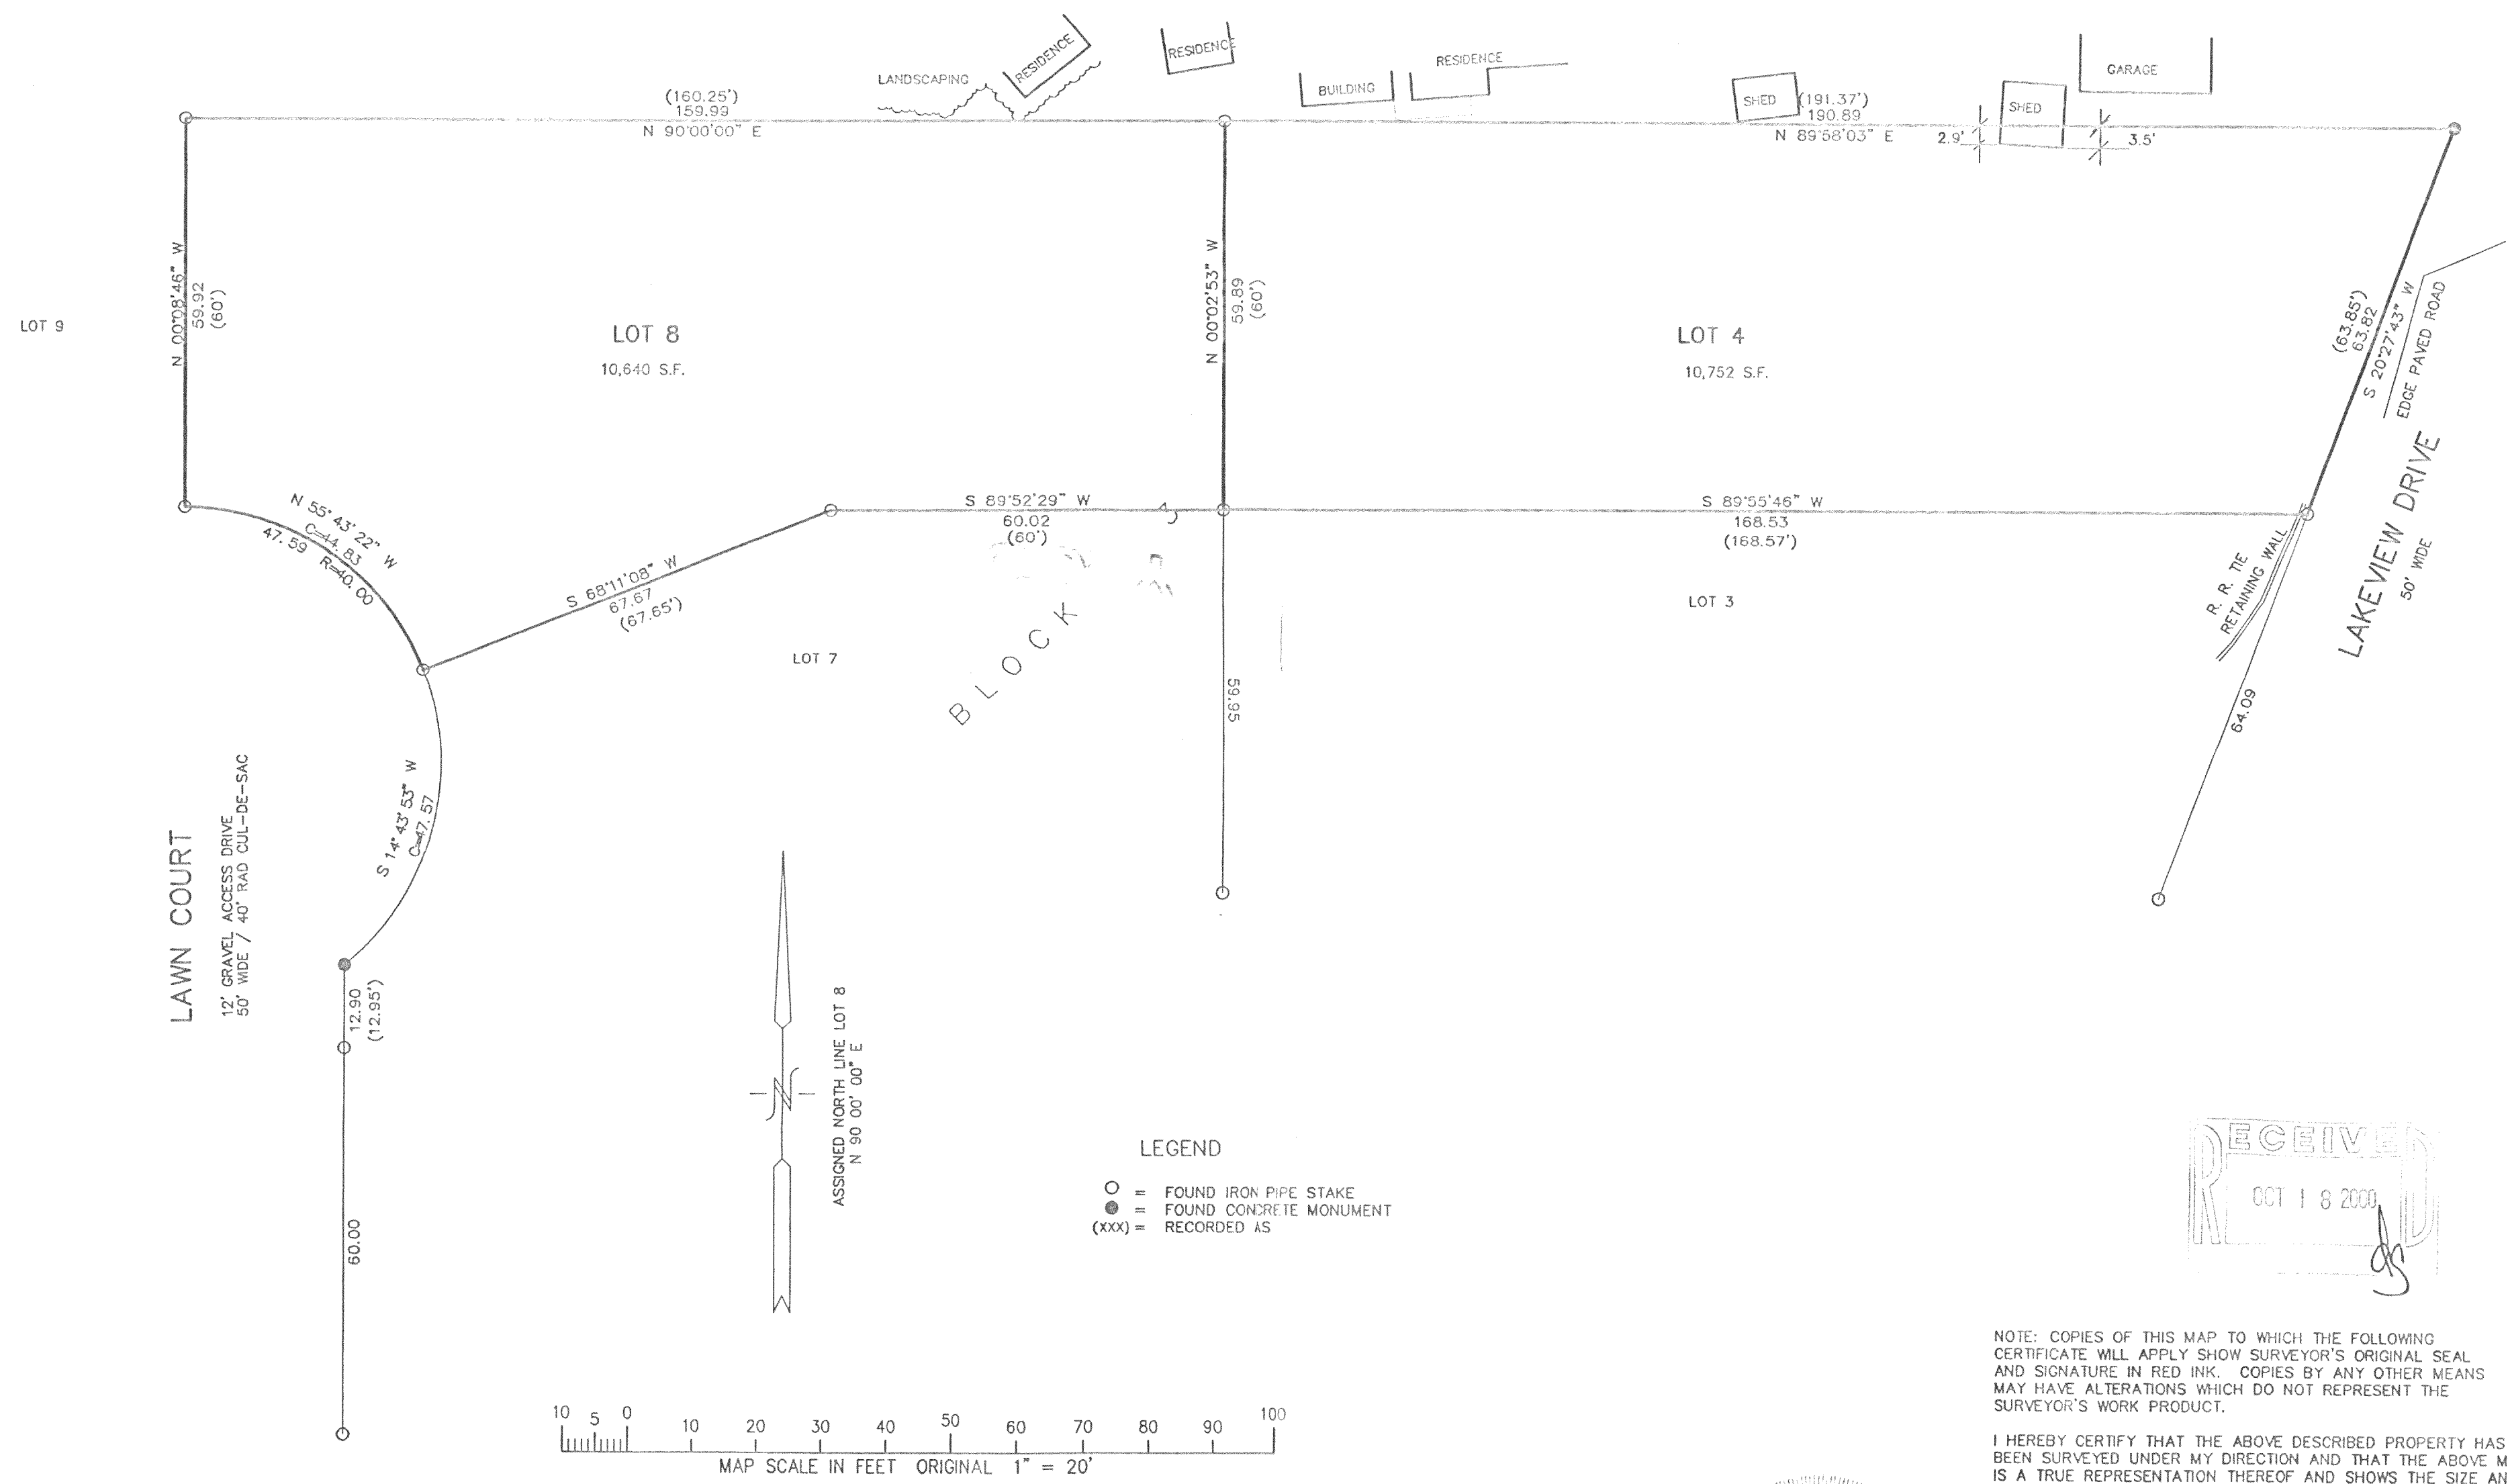 LANDSCAPING
RESIDENCE
RESIDENCE
RESIDENCE
BUILDING
GARAGE
SHED
SHED
(160.25')
159.99
N 90°00'00" E
(191.37')
190.89
N 89°58'03" E
2.9'
3.5'
N 00°08'46" W
59.92
(60')
N 00°02'53" W
59.89
(60')
(63.85')
63.82
S 20°27'43" W
EDGE PAVED ROAD
LOT 9
LOT 8
10,640 S.F.
LOT 4
10,752 S.F.
N 55°43'22" W
C=44.83
47.59
R=40.00
S 89°52'29" W
60.02
(60')
S 89°55'46" W
168.53
(168.57')
S 68°11'08" W
67.67
(67.65')
LOT 7
BLOCK
LOT 3
R. R. TIE
RETAINING WALL
LAKEVIEW DRIVE
50' WIDE
59.95
64.09
S 14°43'53" W
C=47.57
LAWN COURT
12' GRAVEL ACCESS DRIVE
50' WIDE / 40' RAD CUL-DE-SAC
12.90
(12.95')
60.00
N
ASSIGNED NORTH LINE LOT 8
N 90°00'00" E
LEGEND
= FOUND IRON PIPE STAKE
= FOUND CONCRETE MONUMENT
(XXX) = RECORDED AS
RECEIVED
OCT 18 2000
NOTE: COPIES OF THIS MAP TO WHICH THE FOLLOWING
CERTIFICATE WILL APPLY SHOW SURVEYOR'S ORIGINAL SEAL
AND SIGNATURE IN RED INK. COPIES BY ANY OTHER MEANS
MAY HAVE ALTERATIONS WHICH DO NOT REPRESENT THE
SURVEYOR'S WORK PRODUCT.
I HEREBY CERTIFY THAT THE ABOVE DESCRIBED PROPERTY HAS
BEEN SURVEYED UNDER MY DIRECTION AND THAT THE ABOVE M
IS A TRUE REPRESENTATION THEREOF AND SHOWS THE SIZE AN
10 5 0 10 20 30 40 50 60 70 80 90 100
MAP SCALE IN FEET ORIGINAL 1" = 20'